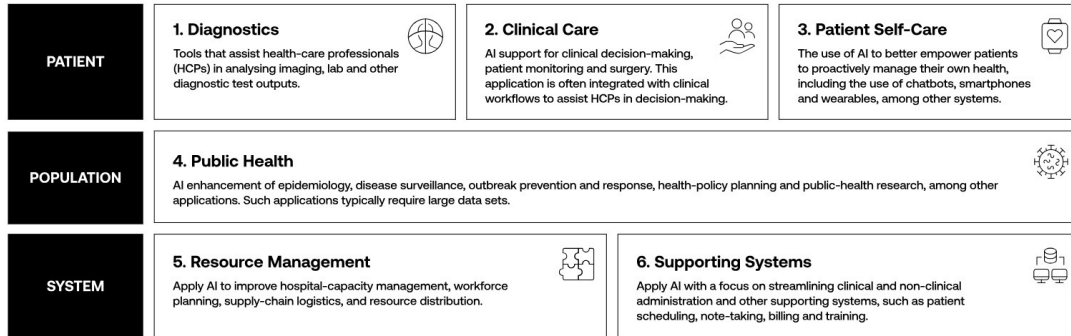 PATIENT
1. Diagnostics
Tools that assist health-care professionals
(HCPs) in analysing imaging, lab and other
diagnostic test outputs.
2. Clinical Care
AI support for clinical decision-making,
patient monitoring and surgery. This
application is often integrated with clinical
workflows to assist HCPs in decision-making.
3. Patient Self-Care
The use of AI to better empower patients
to proactively manage their own health,
including the use of chatbots, smartphones
and wearables, among other systems.
POPULATION
4. Public Health
AI enhancement of epidemiology, disease surveillance, outbreak prevention and response, health-policy planning and public-health research, among other
applications. Such applications typically require large data sets.
SYSTEM
5. Resource Management
Apply AI to improve hospital-capacity management, workforce
planning, supply-chain logistics, and resource distribution.
6. Supporting Systems
Apply AI with a focus on streamlining clinical and non-clinical
administration and other supporting systems, such as patient
scheduling, note-taking, billing and training.